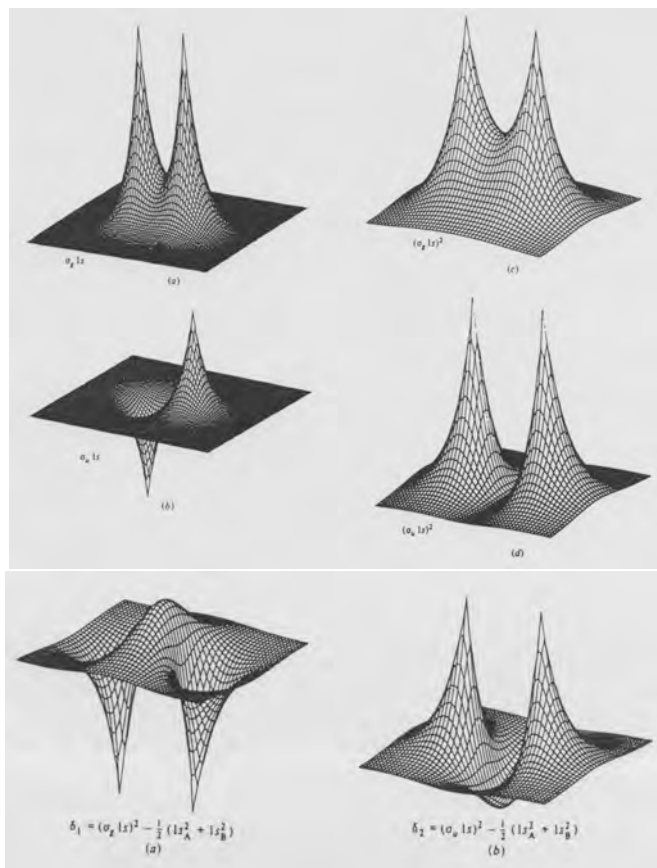 σg 1s
(a)
(σg 1s)²
(c)
σu 1s
(b)
(σu 1s)²
(d)
δ₁ = (σg 1s)² − ½ (1s²A + 1s²B)
(a)
δ₂ = (σu 1s)² − ½ (1s²A + 1s²B)
(b)